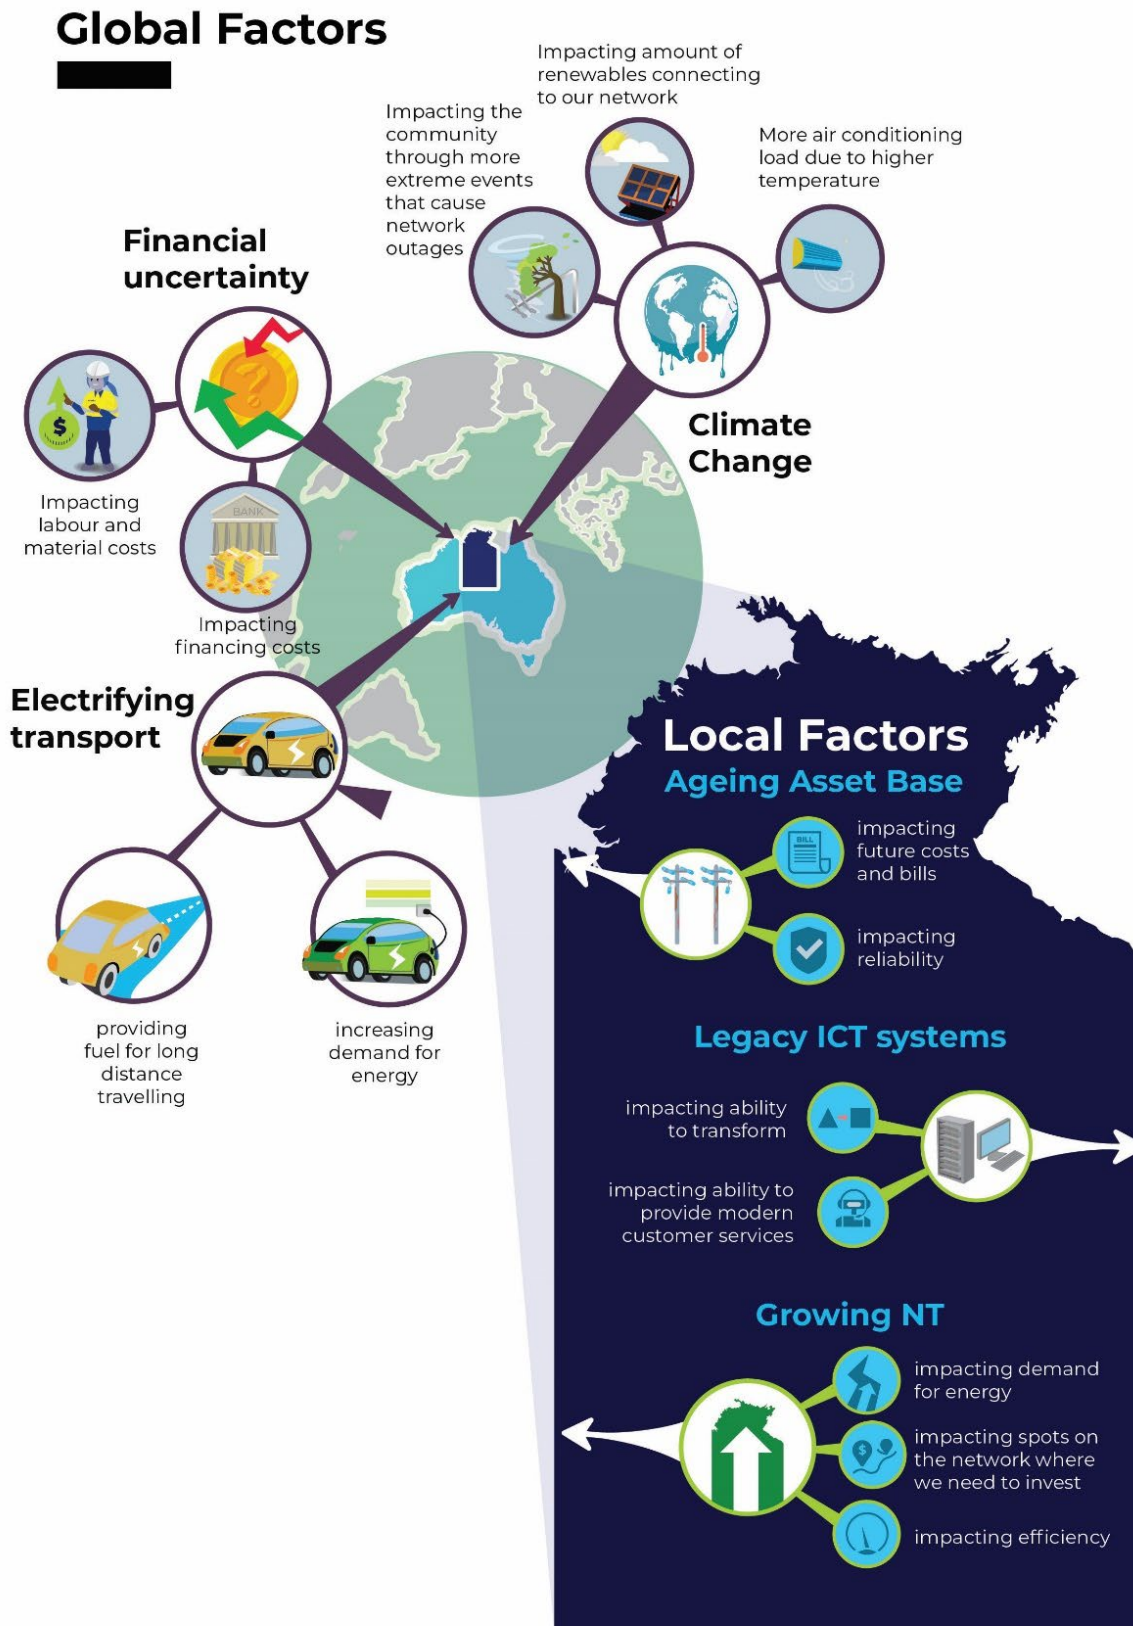 Global Factors
Impacting amount of
renewables connecting
to our network
Impacting the
community
through more
extreme events
that cause
network
outages
More air conditioning
load due to higher
temperature
Financial
uncertainty
$
?
Climate
Change
Impacting
labour and
material costs
BANK
Impacting
financing costs
Electrifying
transport
providing
fuel for long
distance
travelling
increasing
demand for
energy
Local Factors
Ageing Asset Base
BILL
impacting
future costs
and bills
impacting
reliability
Legacy ICT systems
impacting ability
to transform
impacting ability to
provide modern
customer services
Growing NT
impacting demand
for energy
$
impacting spots on
the network where
we need to invest
impacting efficiency